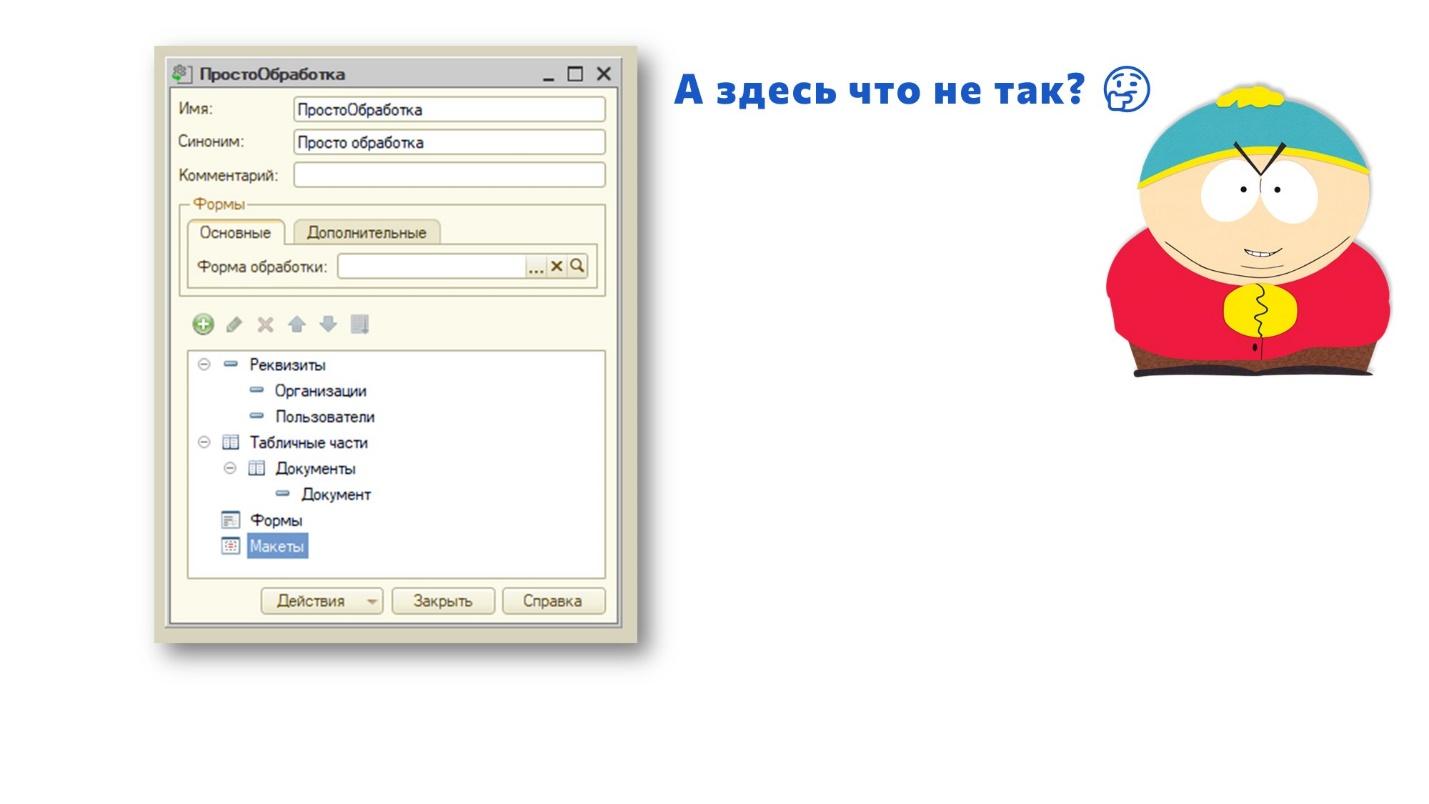 ПростоОбработка
Имя: ПростоОбработка
Синоним: Просто обработка
Комментарий:
Формы
Основные Дополнительные
Форма обработки: ...
Реквизиты
Организации
Пользователи
Табличные части
Документы
Документ
Формы
Макеты
Действия Закрыть Справка
А здесь что не так? 🤔